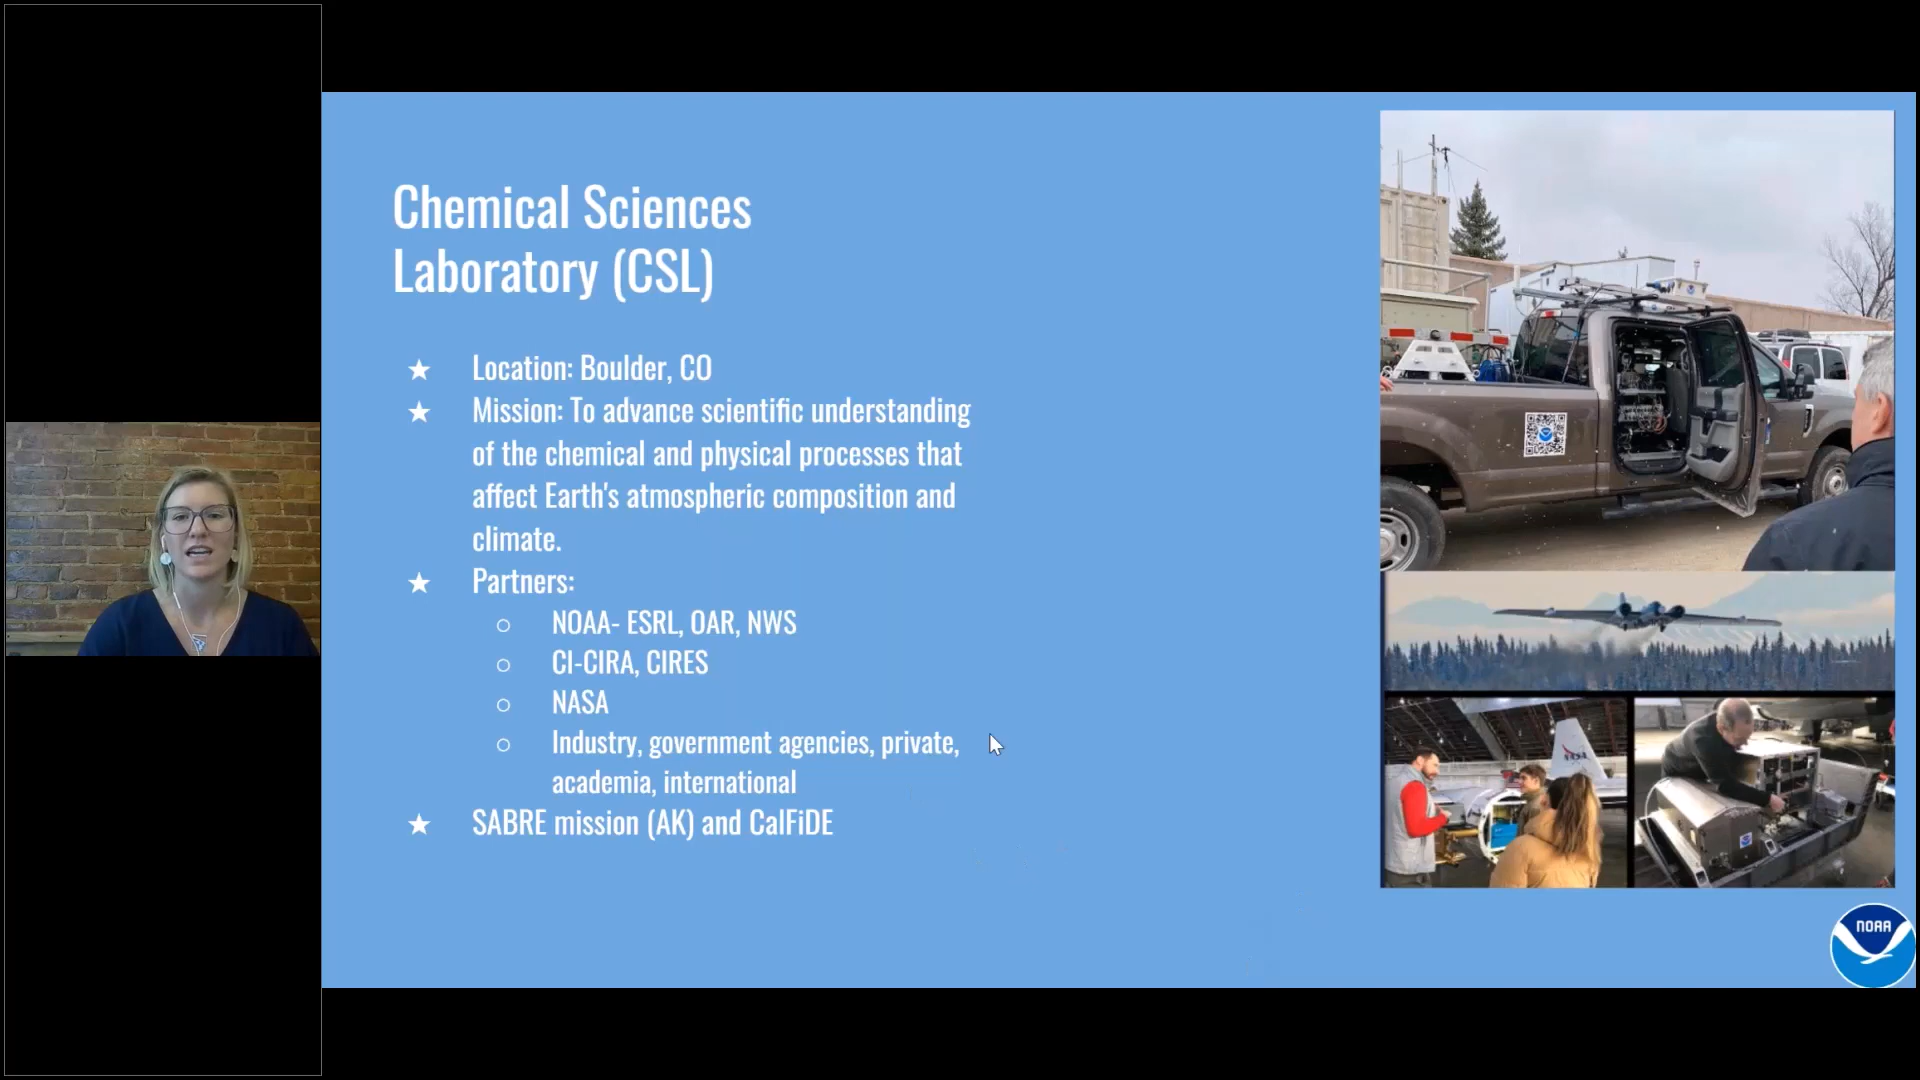 Chemical Sciences
Laboratory (CSL)
★ Location: Boulder, CO
★ Mission: To advance scientific understanding
of the chemical and physical processes that
affect Earth's atmospheric composition and
climate.
★ Partners:
○ NOAA- ESRL, OAR, NWS
○ CI-CIRA, CIRES
○ NASA
○ Industry, government agencies, private,
academia, international
★ SABRE mission (AK) and CalFiDE
NASA
NOAA